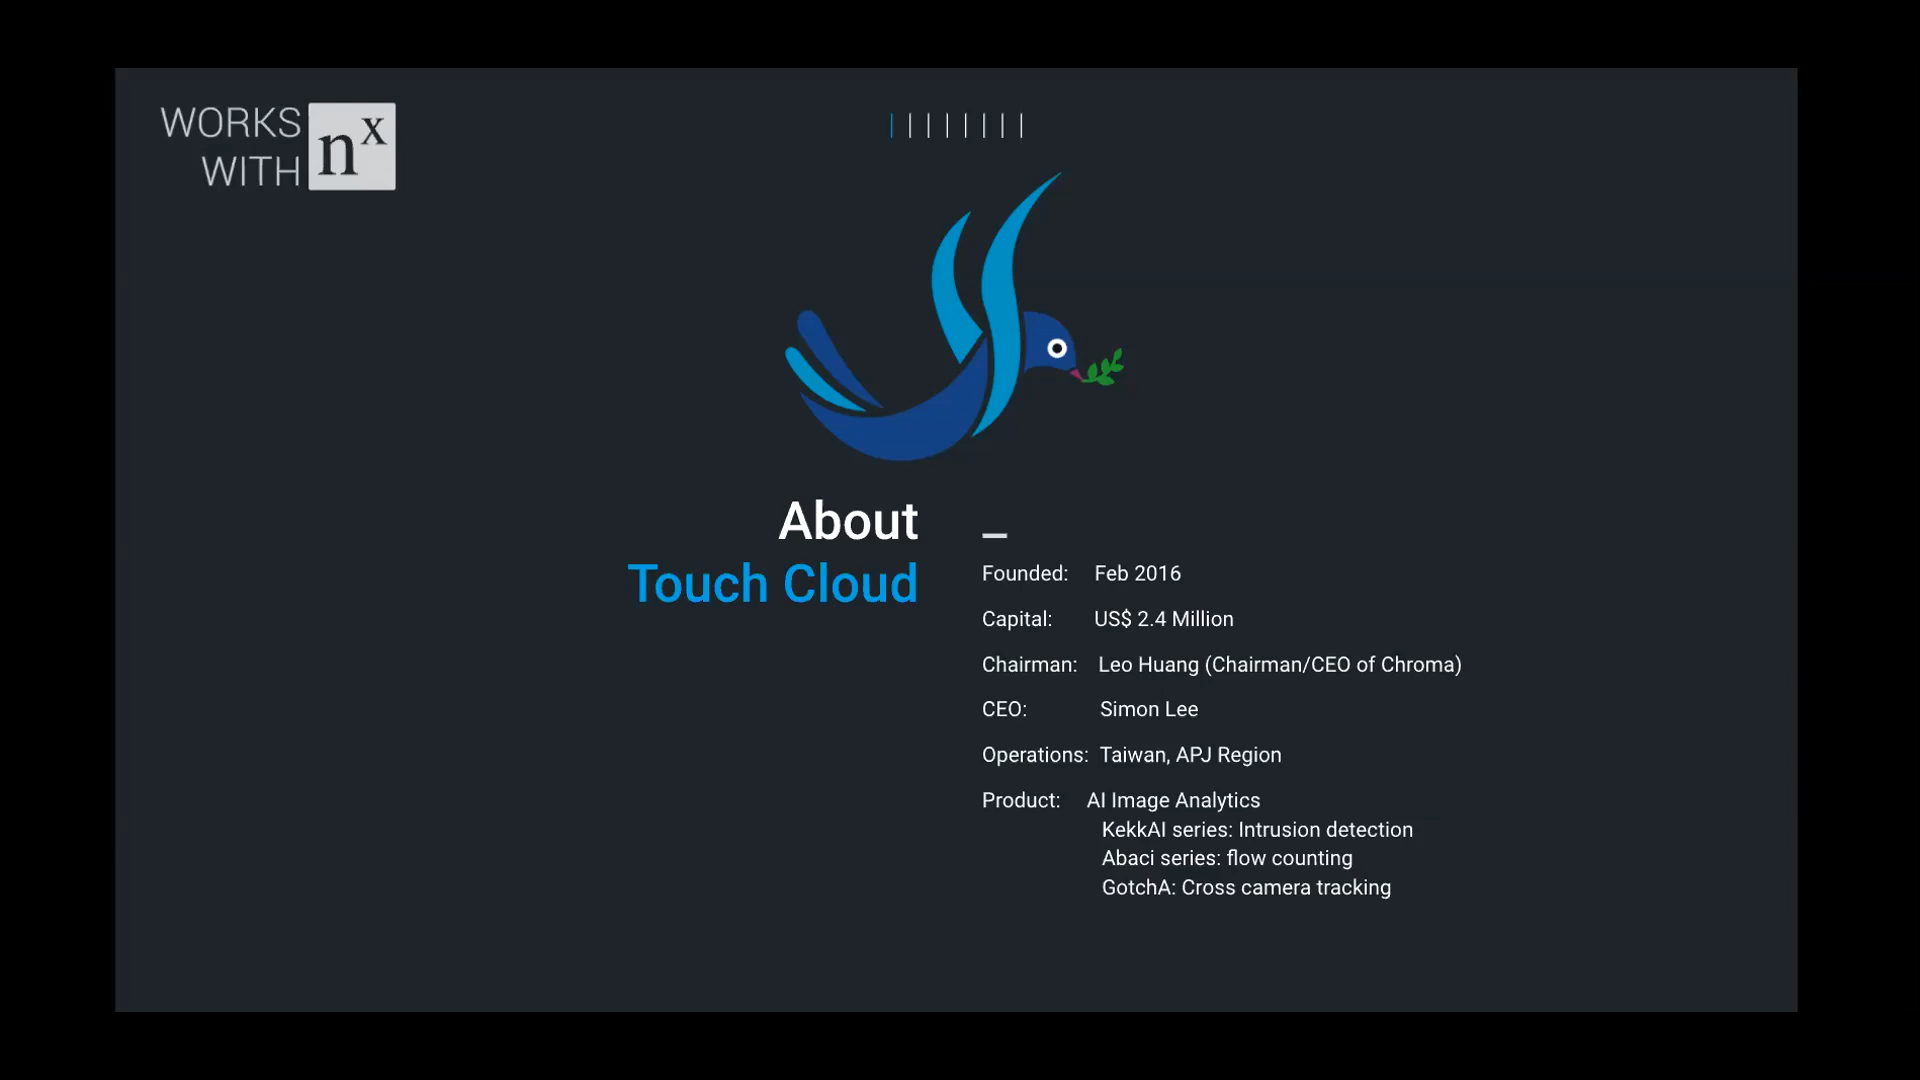 WORKS
WITH
nx
About
Touch Cloud
Founded: Feb 2016
Capital: US$ 2.4 Million
Chairman: Leo Huang (Chairman/CEO of Chroma)
CEO: Simon Lee
Operations: Taiwan, APJ Region
Product: AI Image Analytics
KekkAI series: Intrusion detection
Abaci series: flow counting
GotchA: Cross camera tracking